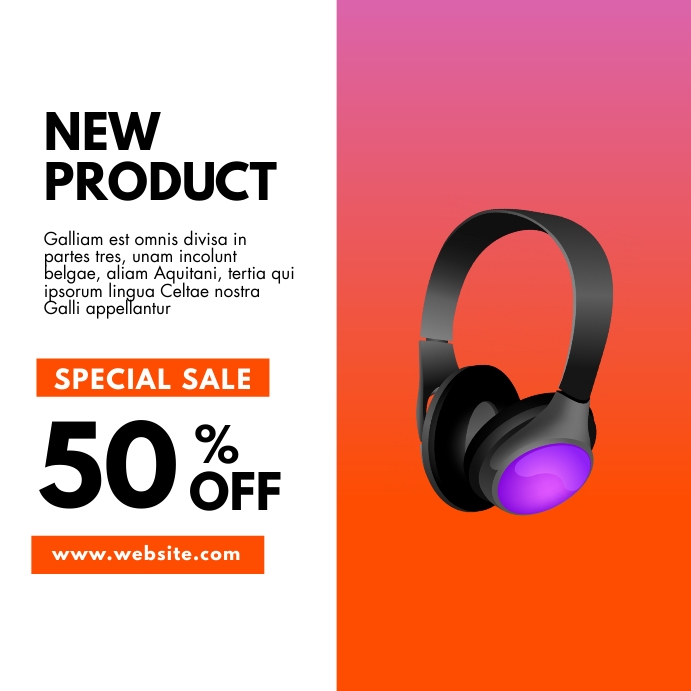 NEW
PRODUCT
Galliam est omnis divisa in
partes tres, unam incolunt
belgae, aliam Aquitani, tertia qui
ipsorum lingua Celtae nostra
Galli appellantur
SPECIAL SALE
50 % OFF
www.website.com